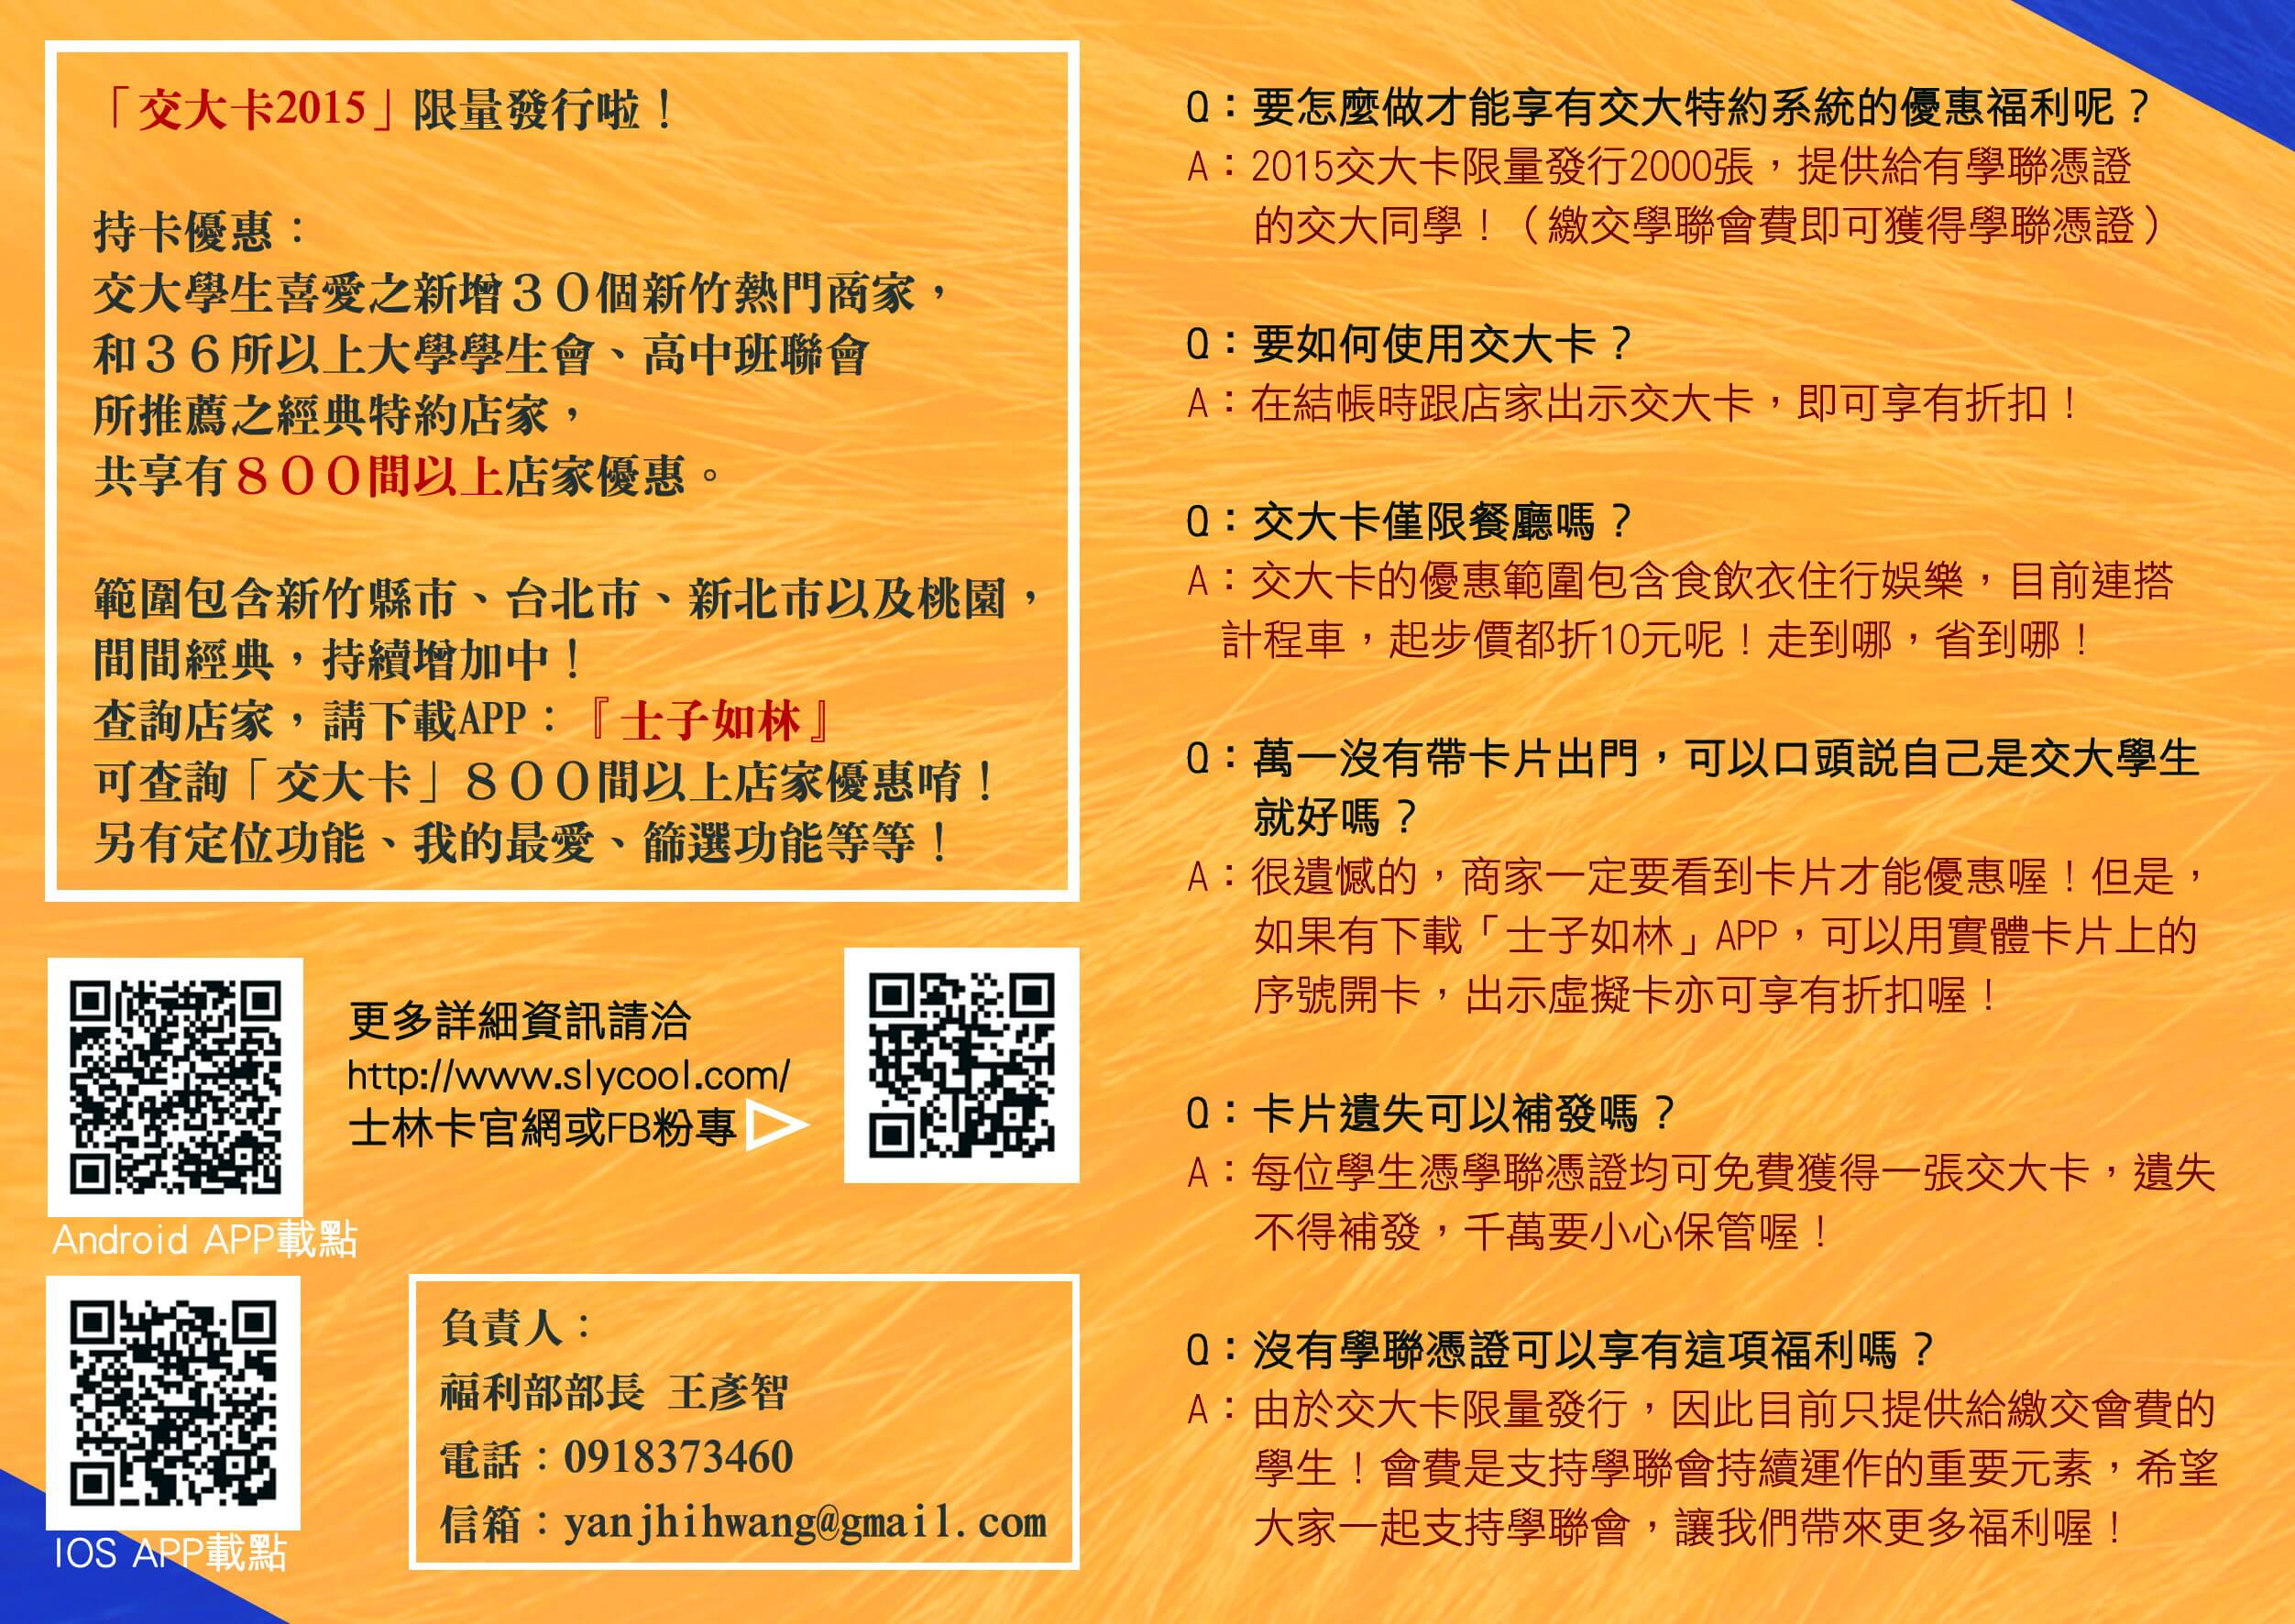 「交大卡2015」限量發行啦！
持卡優惠：
交大學生喜愛之新增３０個新竹熱門商家，
和３６所以上大學學生會、高中班聯會
所推薦之經典特約店家，
共享有８００間以上店家優惠。
範圍包含新竹縣市、台北市、新北市以及桃園，
間間經典，持續增加中！
查詢店家，請下載APP：『士子如林』
可查詢「交大卡」８００間以上店家優惠唷！
另有定位功能、我的最愛、篩選功能等等！
更多詳細資訊請洽
http://www.slycool.com/
士林卡官網或FB粉專
Android APP載點
IOS APP載點
負責人：
福利部部長 王彥智
電話：0918373460
信箱：yanjhihwang@gmail.com
Q：要怎麼做才能享有交大特約系統的優惠福利呢？
A：2015交大卡限量發行2000張，提供給有學聯憑證
的交大同學！（繳交學聯會費即可獲得學聯憑證）
Q：要如何使用交大卡？
A：在結帳時跟店家出示交大卡，即可享有折扣！
Q：交大卡僅限餐廳嗎？
A：交大卡的優惠範圍包含食飲衣住行娛樂，目前連搭
計程車，起步價都折10元呢！走到哪，省到哪！
Q：萬一沒有帶卡片出門，可以口頭說自己是交大學生
就好嗎？
A：很遺憾的，商家一定要看到卡片才能優惠喔！但是，
如果有下載「士子如林」APP，可以用實體卡片上的
序號開卡，出示虛擬卡亦可享有折扣喔！
Q：卡片遺失可以補發嗎？
A：每位學生憑學聯憑證均可免費獲得一張交大卡，遺失
不得補發，千萬要小心保管喔！
Q：沒有學聯憑證可以享有這項福利嗎？
A：由於交大卡限量發行，因此目前只提供給繳交會費的
學生！會費是支持學聯會持續運作的重要元素，希望
大家一起支持學聯會，讓我們帶來更多福利喔！